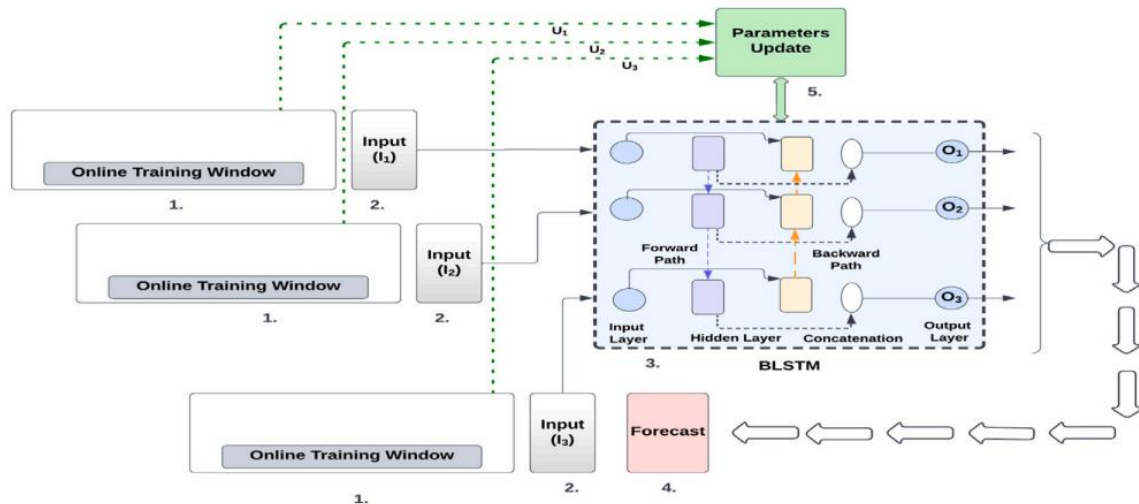 U₁
U₂
U₃
Parameters
Update
5.
Online Training Window
1.
Input
(I₁)
2.
Online Training Window
1.
Input
(I₂)
2.
O₁
O₂
O₃
Forward
Path
Backward
Path
Input
Layer
Hidden Layer
Concatenation
Output
Layer
3.
BLSTM
Online Training Window
1.
Input
(I₃)
2.
Forecast
4.